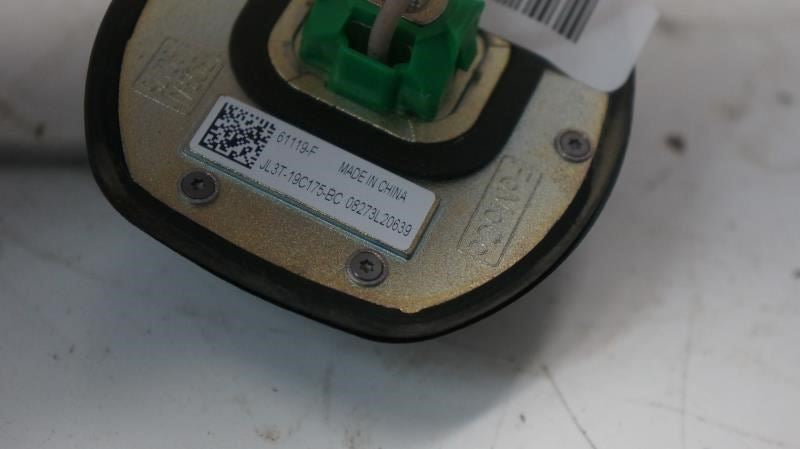 61119-F MADE IN CHINA
JL3T-19C175-BC 08273L20639